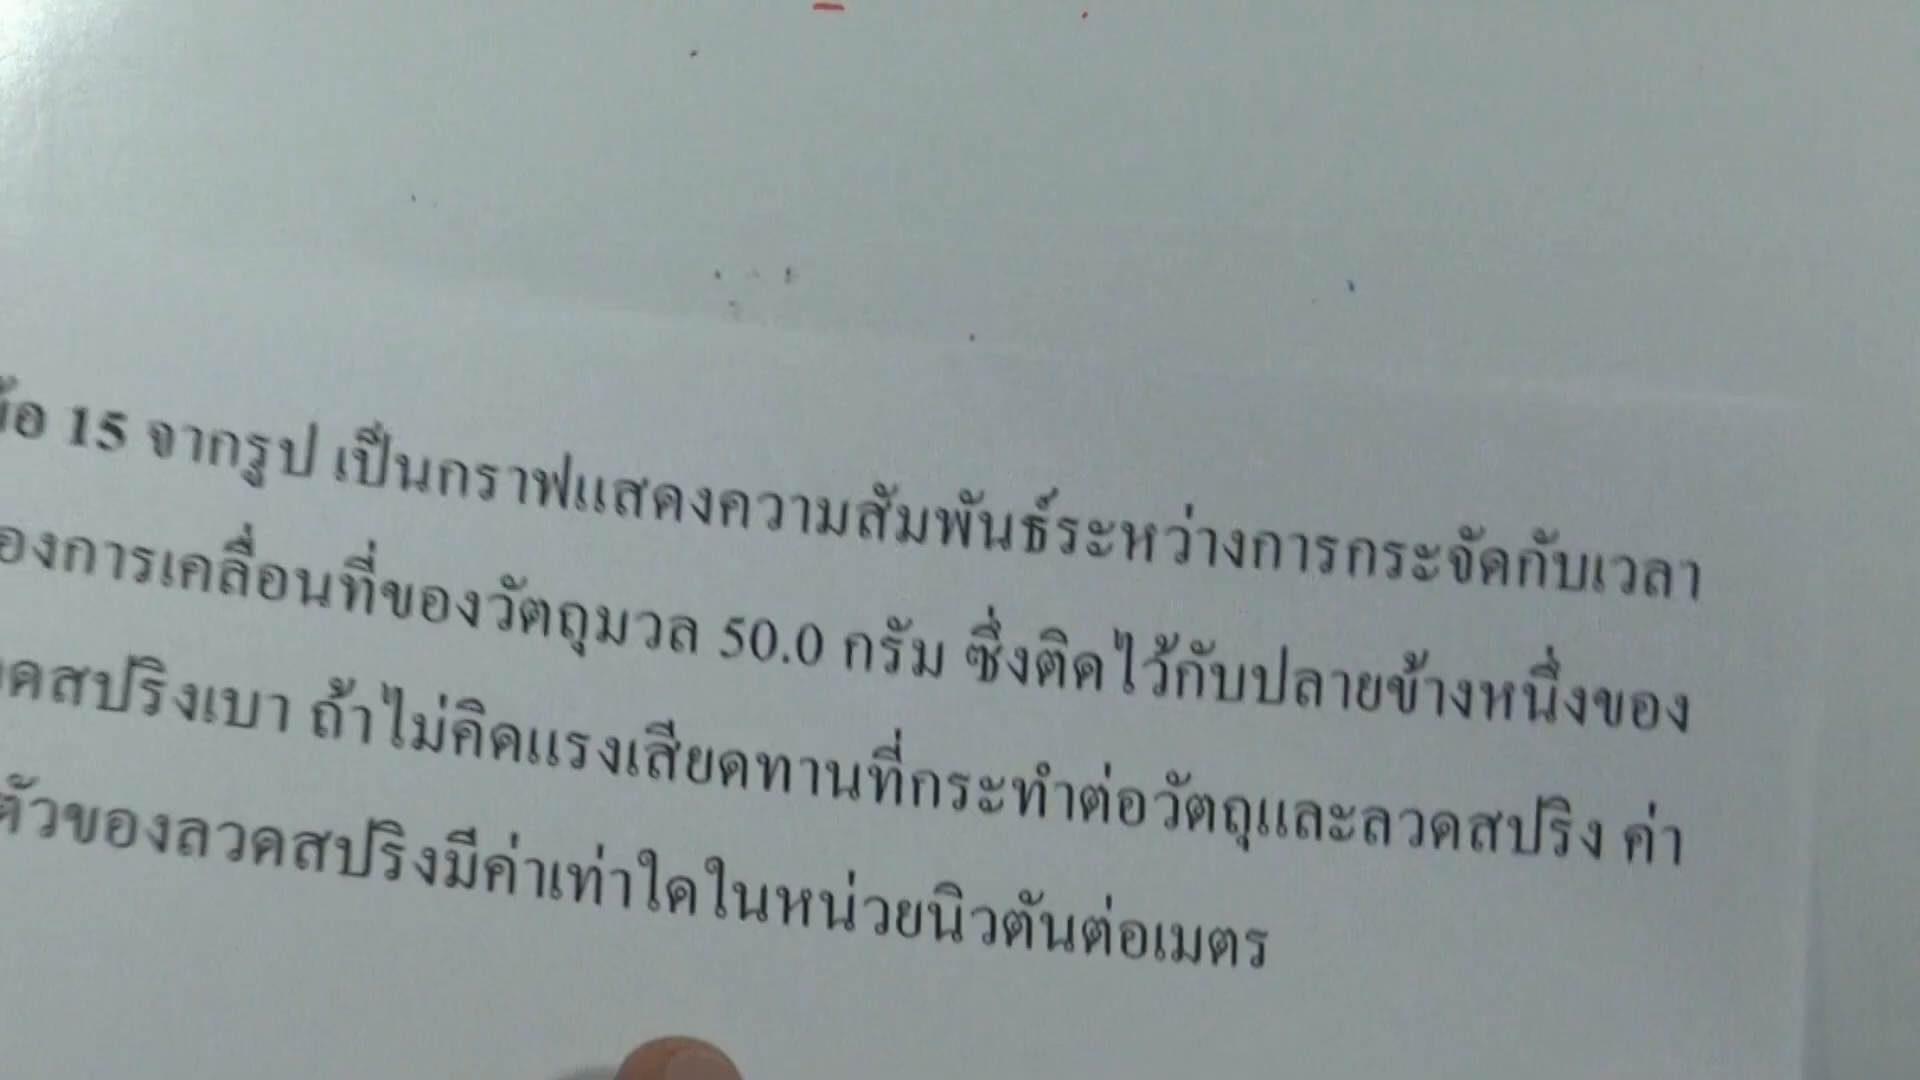 ข้อ 15 จากรูป เป็นกราฟแสดงความสัมพันธ์ระหว่างการกระจัดกับเวลา
องการเคลื่อนที่ของวัตถุมวล 50.0 กรัม ซึ่งติดไว้กับปลายข้างหนึ่งของ
ดสปริงเบา ถ้าไม่คิดแรงเสียดทานที่กระทำต่อวัตถุและลวดสปริง ค่า
ตัวของลวดสปริงมีค่าเท่าใดในหน่วยนิวตันต่อเมตร